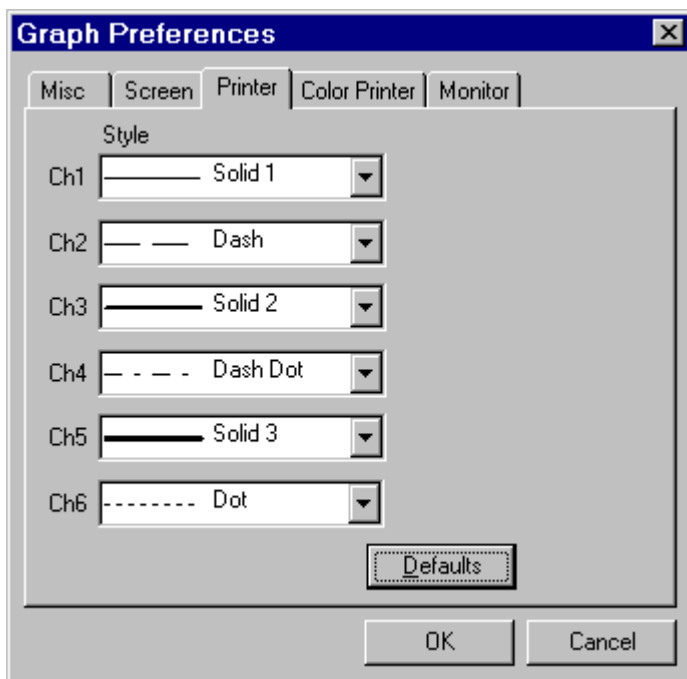 Graph Preferences
Misc Screen Printer Color Printer Monitor
Style
Ch1 Solid 1
Ch2 Dash
Ch3 Solid 2
Ch4 Dash Dot
Ch5 Solid 3
Ch6 Dot
Defaults
OK Cancel